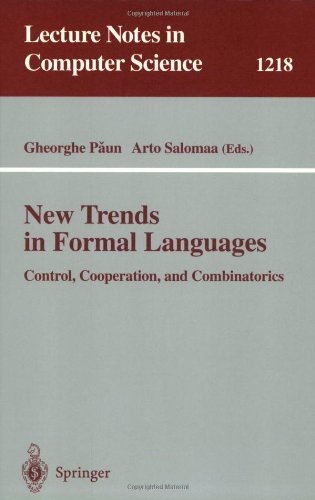 Lecture Notes in
Computer Science 1218
Gheorghe Păun Arto Salomaa (Eds.)
New Trends
in Formal Languages
Control, Cooperation, and Combinatorics
Springer